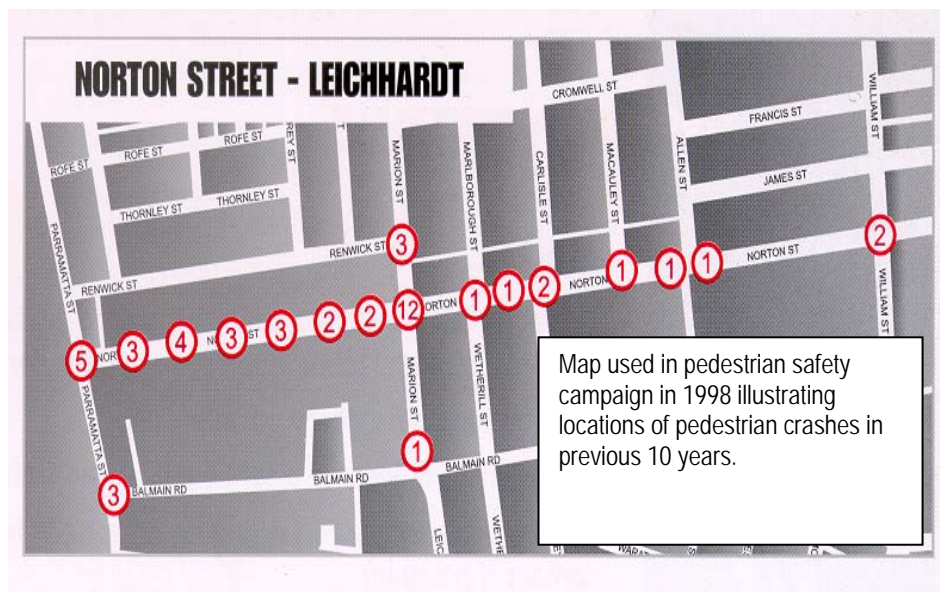 NORTON STREET - LEICHHARDT
CROMWELL ST
WILLIAM ST
FRANCIS ST
ROFE ST
ROFE ST
ROFE ST
REY ST
MARION ST
MARLBOROUGH ST
CARLISLE ST
MACAULEY ST
ALLEN ST
JAMES ST
THORNLEY ST
THORNLEY ST
PARRAMATTA ST
RENWICK ST
3
2
RENWICK ST
NORTON ST
1
1
1
NORTON
2
1
1
NORTON
12
2
2
3
3
4
3
5
WILLIAM ST
PARRAMATTA ST
MARION ST
WETHERILL ST
Map used in pedestrian safety
campaign in 1998 illustrating
locations of pedestrian crashes in
previous 10 years.
1
BALMAIN RD
BALMAIN RD
BALMAIN RD
3
LEIC
WETHE